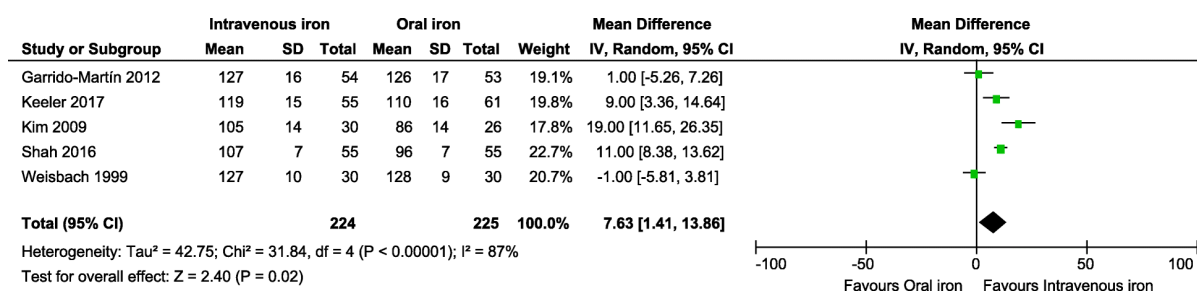 Intravenous iron Oral iron Mean Difference Mean Difference
Study or Subgroup Mean SD Total Mean SD Total Weight IV, Random, 95% CI IV, Random, 95% CI
Garrido-Martín 2012 127 16 54 126 17 53 19.1% 1.00 [-5.26, 7.26]
Keeler 2017 119 15 55 110 16 61 19.8% 9.00 [3.36, 14.64]
Kim 2009 105 14 30 86 14 26 17.8% 19.00 [11.65, 26.35]
Shah 2016 107 7 55 96 7 55 22.7% 11.00 [8.38, 13.62]
Weisbach 1999 127 10 30 128 9 30 20.7% -1.00 [-5.81, 3.81]
Total (95% CI) 224 225 100.0% 7.63 [1.41, 13.86]
Heterogeneity: Tau² = 42.75; Chi² = 31.84, df = 4 (P < 0.00001); I² = 87%
Test for overall effect: Z = 2.40 (P = 0.02)
-100 -50 0 50 100
Favours Oral iron Favours Intravenous iron